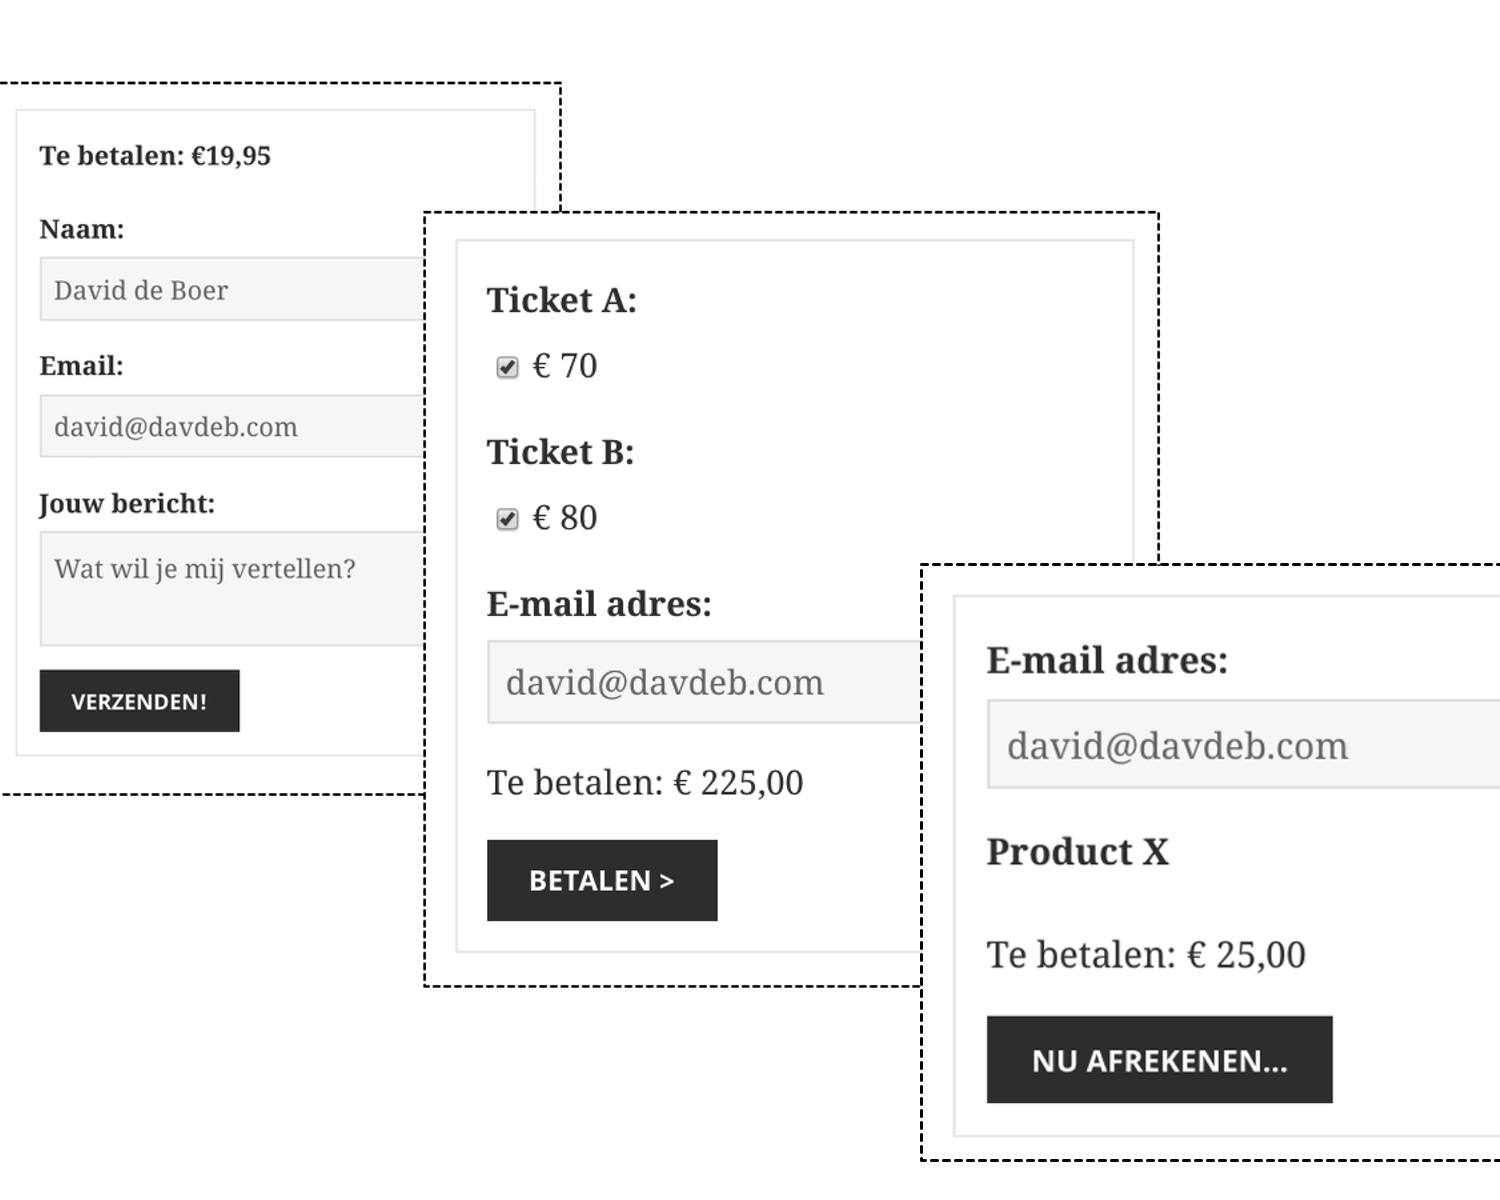 Te betalen: €19,95
Naam:
David de Boer
Email:
david@davdeb.com
Jouw bericht:
Wat wil je mij vertellen?
VERZENDEN!
Ticket A:
€ 70
Ticket B:
€ 80
E-mail adres:
david@davdeb.com
Te betalen: € 225,00
BETALEN >
E-mail adres:
david@davdeb.com
Product X
Te betalen: € 25,00
NU AFREKENEN...